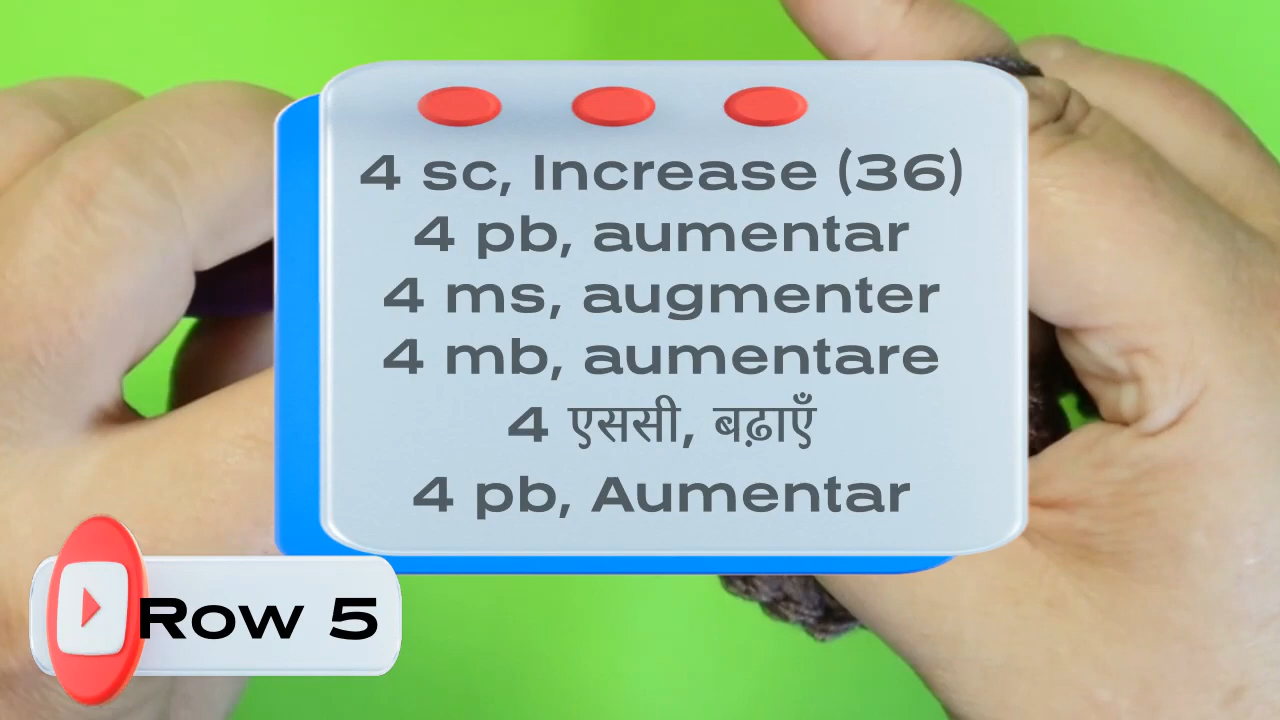 4 sc, Increase (36)
4 pb, aumentar
4 ms, augmenter
4 mb, aumentare
4 एससी, बढ़ाएँ
4 pb, Aumentar
Row 5